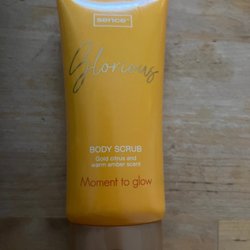 sence
Glorious
BODY SCRUB
Gold citrus and
warm amber scent
Moment to glow